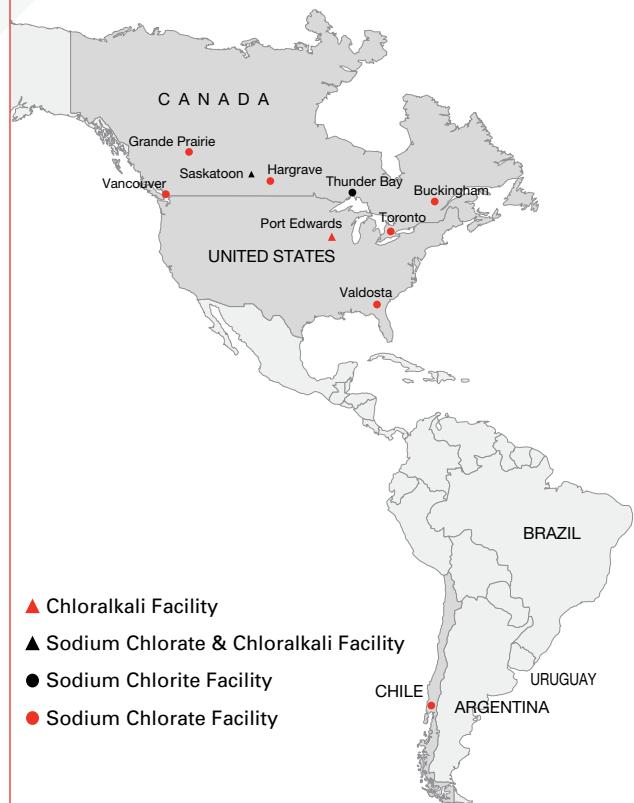 CANADA
Grande Prairie
Saskatoon
Hargrave
Thunder Bay
Vancouver
Buckingham
Port Edwards
Toronto
UNITED STATES
Valdosta
BRAZIL
Chloralkali Facility
Sodium Chlorate & Chloralkali Facility
Sodium Chlorite Facility
URUGUAY
CHILE
ARGENTINA
Sodium Chlorate Facility